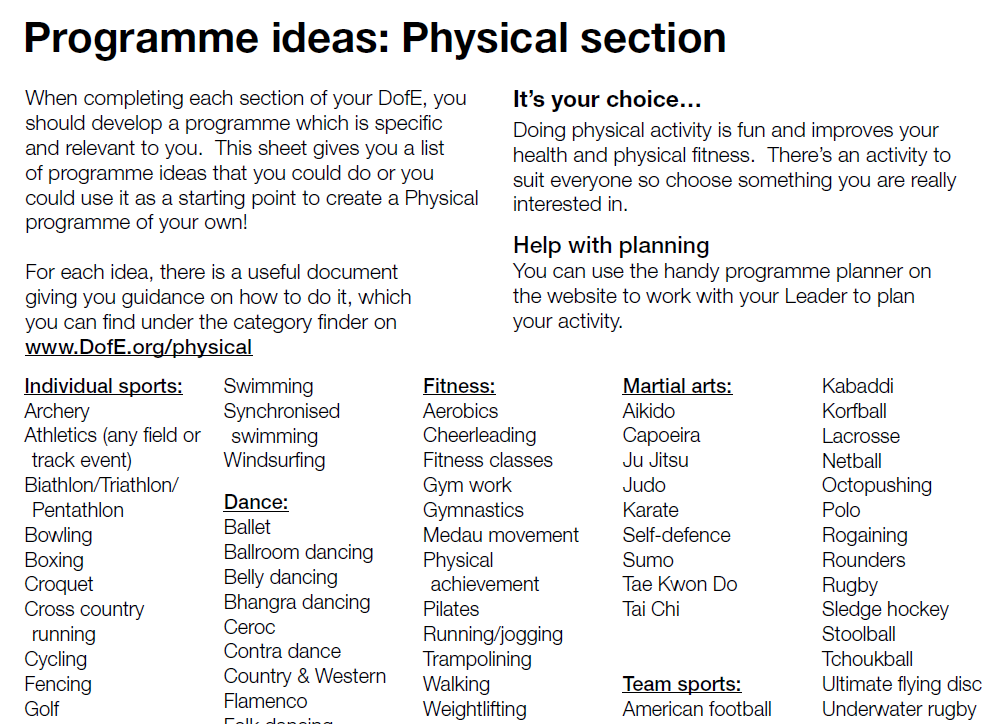 Programme ideas: Physical section
When completing each section of your DofE, you
should develop a programme which is specific
and relevant to you.  This sheet gives you a list
of programme ideas that you could do or you
could use it as a starting point to create a Physical
programme of your own!
For each idea, there is a useful document
giving you guidance on how to do it, which
you can find under the category finder on
www.DofE.org/physical
It's your choice...
Doing physical activity is fun and improves your
health and physical fitness.  There's an activity to
suit everyone so choose something you are really
interested in.
Help with planning
You can use the handy programme planner on
the website to work with your Leader to plan
your activity.
Individual sports:
Archery
Athletics (any field or
track event)
Biathlon/Triathlon/
Pentathlon
Bowling
Boxing
Croquet
Cross country
running
Cycling
Fencing
Golf
Swimming
Synchronised
swimming
Windsurfing
Dance:
Ballet
Ballroom dancing
Belly dancing
Bhangra dancing
Ceroc
Contra dance
Country & Western
Flamenco
Folk dancing
Fitness:
Aerobics
Cheerleading
Fitness classes
Gym work
Gymnastics
Medau movement
Physical
achievement
Pilates
Running/jogging
Trampolining
Walking
Weightlifting
Martial arts:
Aikido
Capoeira
Ju Jitsu
Judo
Karate
Self-defence
Sumo
Tae Kwon Do
Tai Chi
Team sports:
American football
Kabaddi
Korfball
Lacrosse
Netball
Octopushing
Polo
Rogaining
Rounders
Rugby
Sledge hockey
Stoolball
Tchoukball
Ultimate flying disc
Underwater rugby